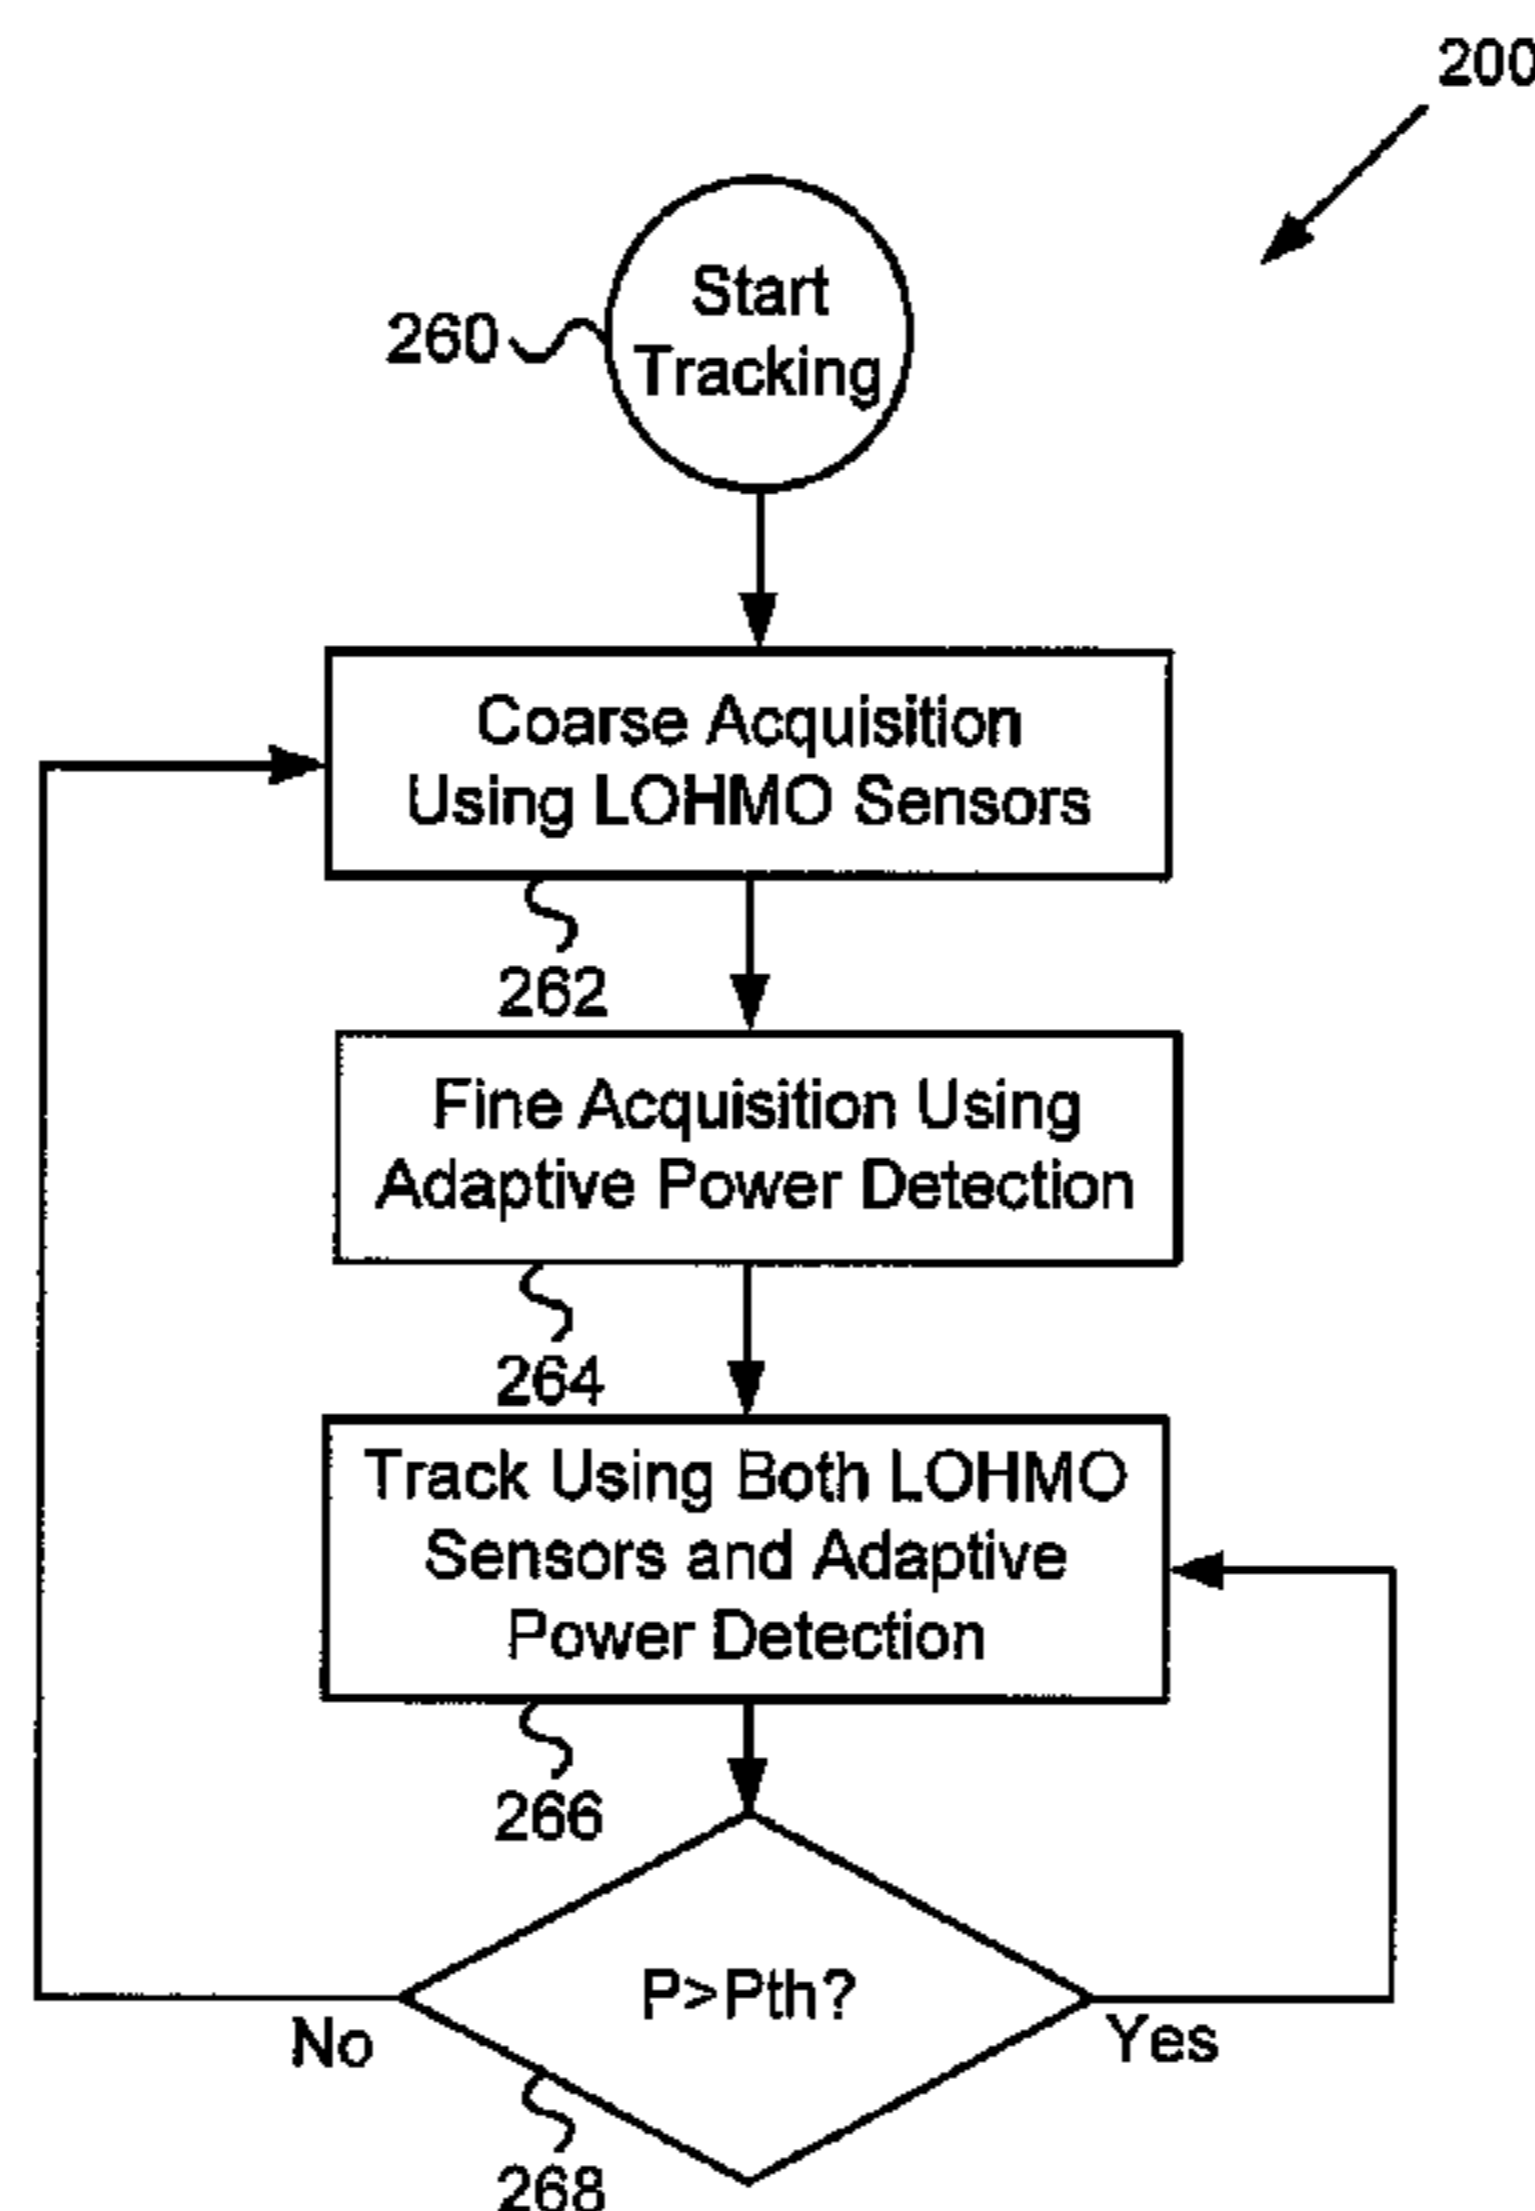 200
Start
Tracking
260
Coarse Acquisition
Using LOHMO Sensors
262
Fine Acquisition Using
Adaptive Power Detection
264
Track Using Both LOHMO
Sensors and Adaptive
Power Detection
266
P>Pth?
No
Yes
268